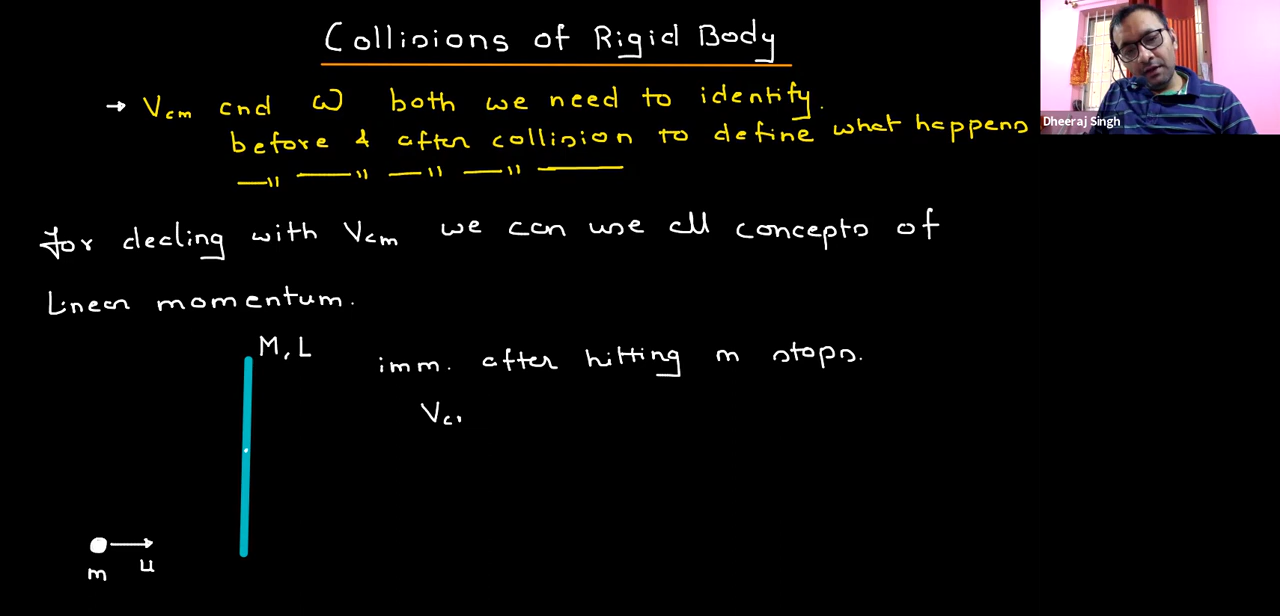 Collisions of Rigid Body
Dheeraj Singh
→ Vcm and ω both we need to identify.
before & after collision to define what happens
—〃 ——〃 —〃 —〃 ——
for dealing with Vcm we can use all concepts of
Linear momentum.
M, L
imm. after hitting m stops.
Vc
m
u